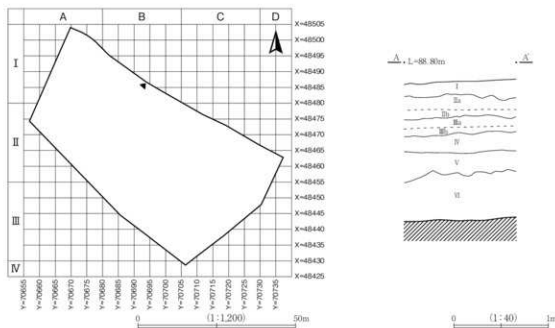 A B C D
X=48505
X=48500
X=48495
X=48490
X=48485
X=48480
X=48475
X=48470
X=48465
X=48460
X=48455
X=48450
X=48445
X=48440
X=48435
X=48430
X=48425
Ⅰ
Ⅱ
Ⅲ
Ⅳ
Y=70655
Y=70660
Y=70665
Y=70670
Y=70675
Y=70680
Y=70685
Y=70690
Y=70695
Y=70700
Y=70705
Y=70710
Y=70715
Y=70720
Y=70725
Y=70730
Y=70735
0 (1:1,200) 50m
A L=88.80m A'
Ⅰ
Ⅱa
Ⅱb
Ⅲa
Ⅲb
Ⅳ
Ⅴ
Ⅵ
0 (1:40) 1m